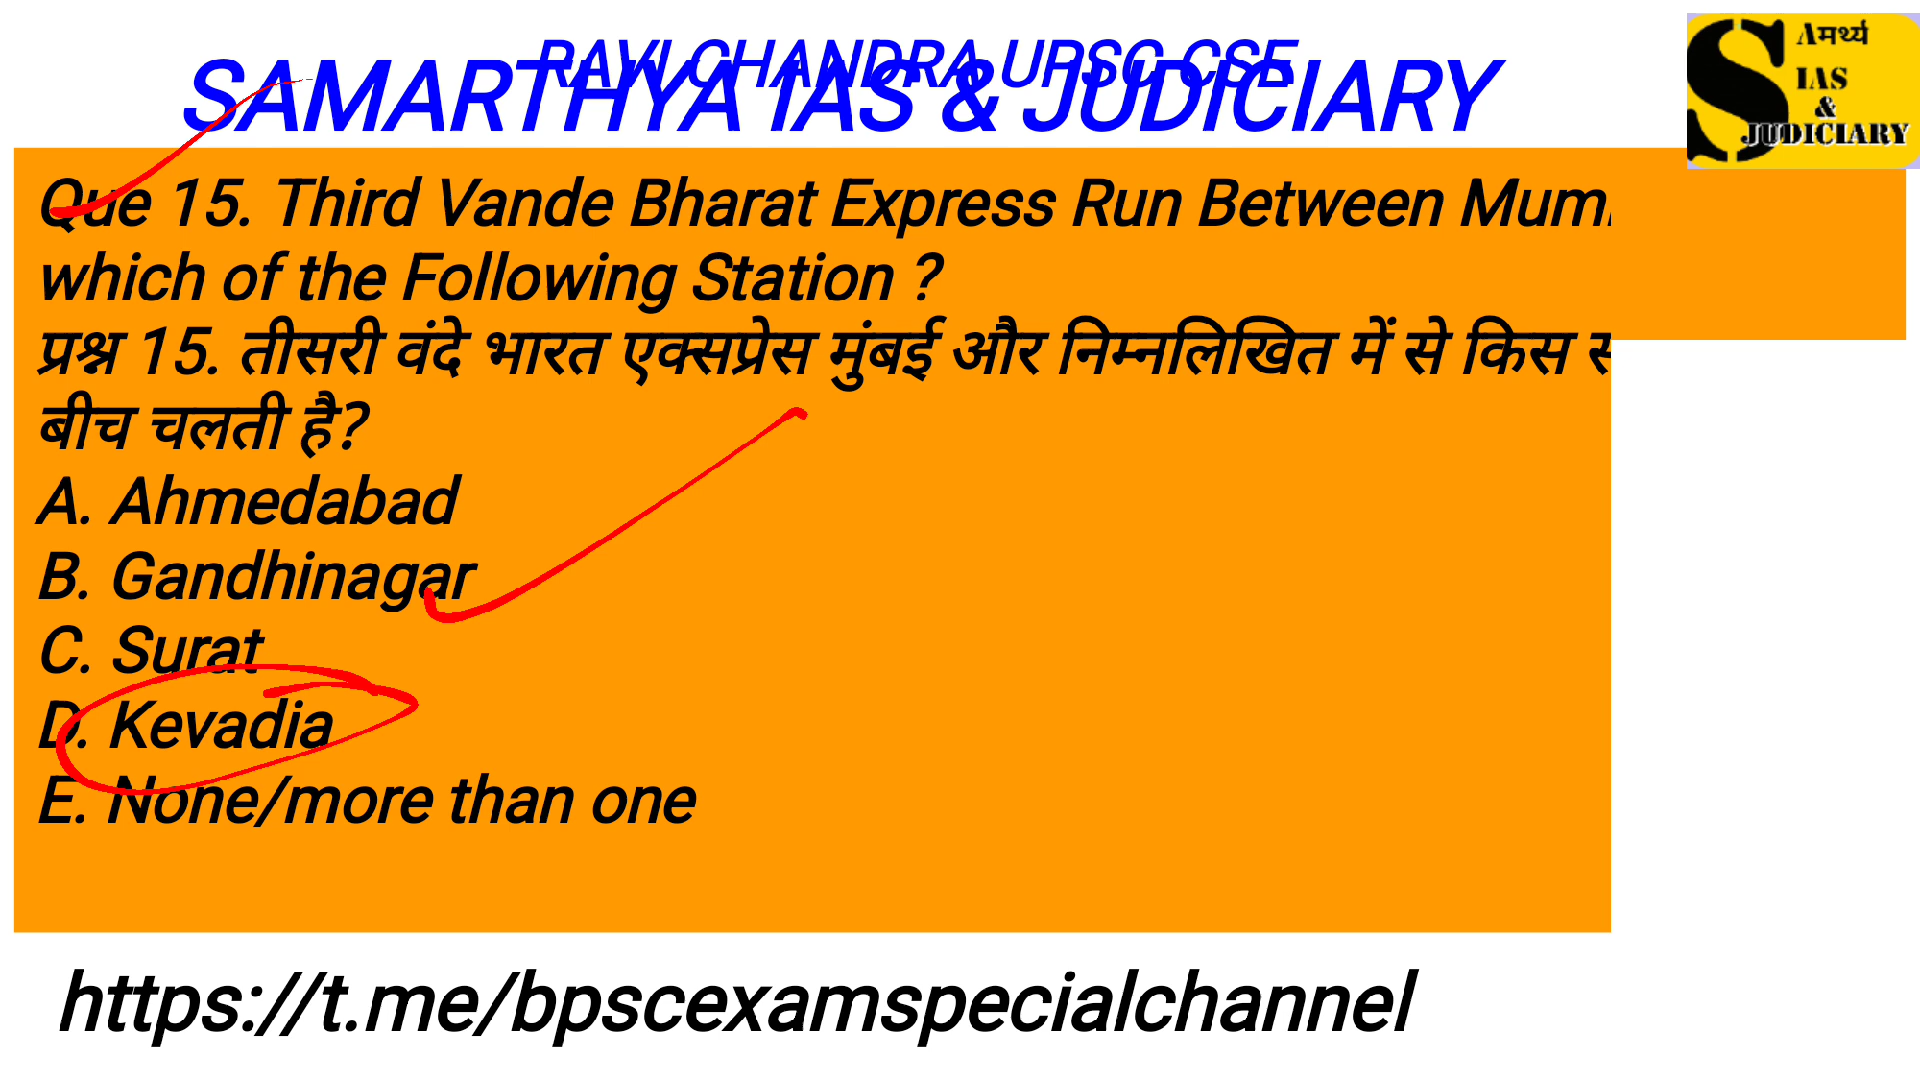 RAVI CHANDRA UPSC CSE
SAMARTHYA IAS & JUDICIARY
SAमर्थ्य
IAS
&
JUDICIARY
Que 15. Third Vande Bharat Express Run Between
which of the Following Station ?
प्रश्न 15. तीसरी वंदे भारत एक्सप्रेस मुंबई और निम्नलिखित में से किस
बीच चलती है?
A. Ahmedabad
B. Gandhinagar
C. Surat
D. Kevadia
E. None/more than one
https://t.me/bpscexamspecialchannel